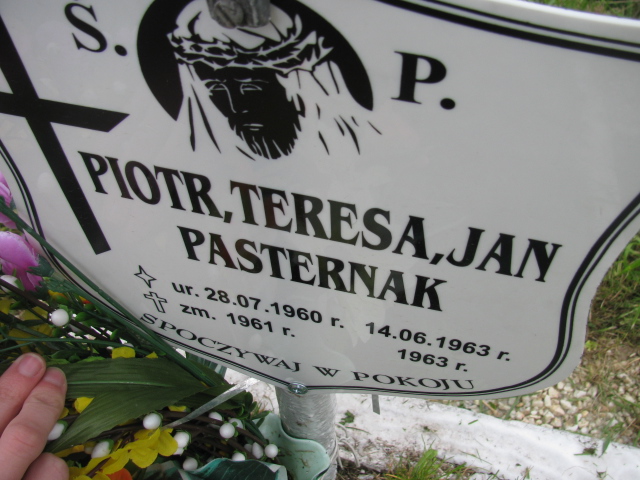 Ś. P.
PIOTR, TERESA, JAN
PASTERNAK
ur. 28.07.1960 r. 14.06.1963 r.
zm. 1961 r. 1963 r.
SPOCZYWAJ W POKOJU